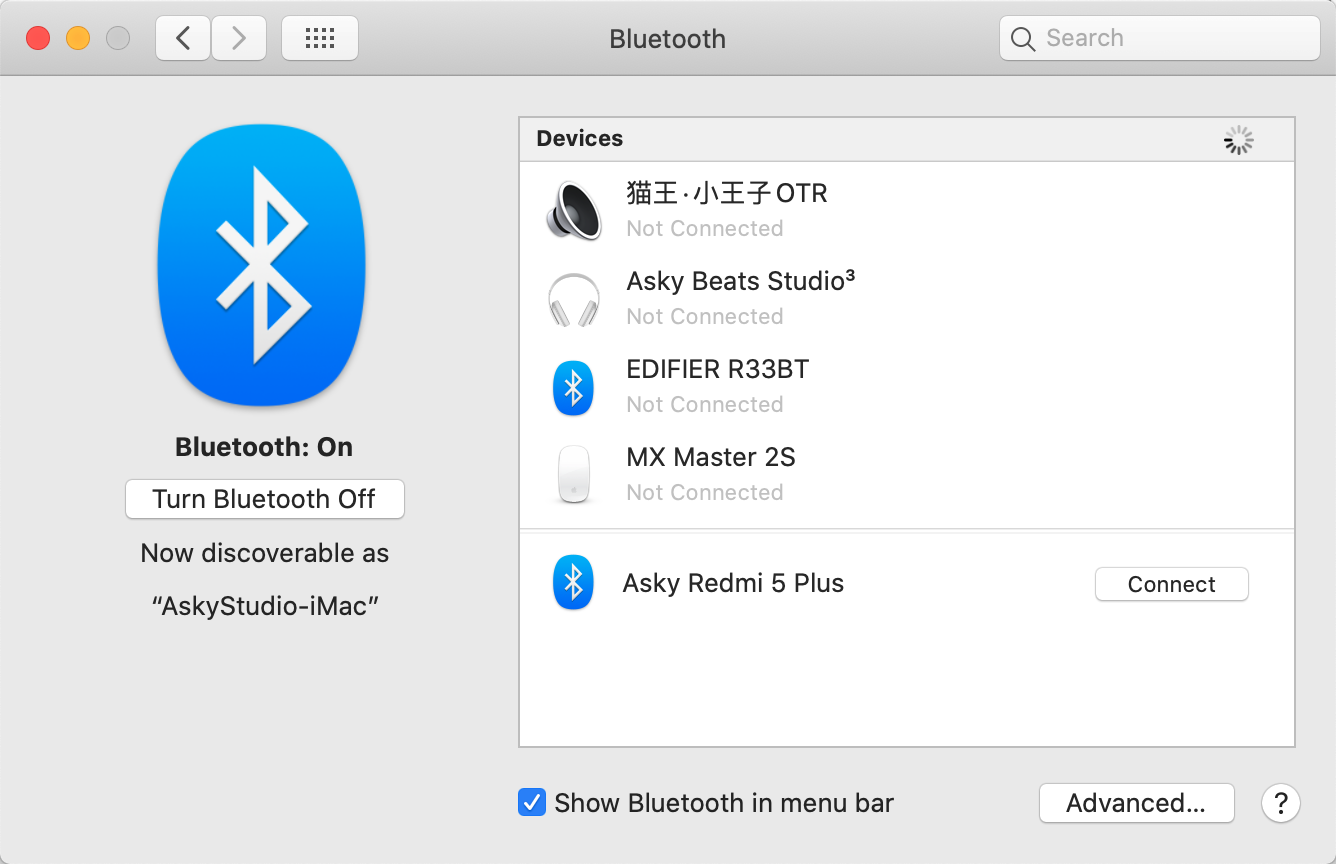 Bluetooth
Search
Bluetooth: On
Turn Bluetooth Off
Now discoverable as
“AskyStudio-iMac”
Devices
猫王·小王子OTR
Not Connected
Asky Beats Studio³
Not Connected
EDIFIER R33BT
Not Connected
MX Master 2S
Not Connected
Asky Redmi 5 Plus
Connect
Show Bluetooth in menu bar
Advanced...
?